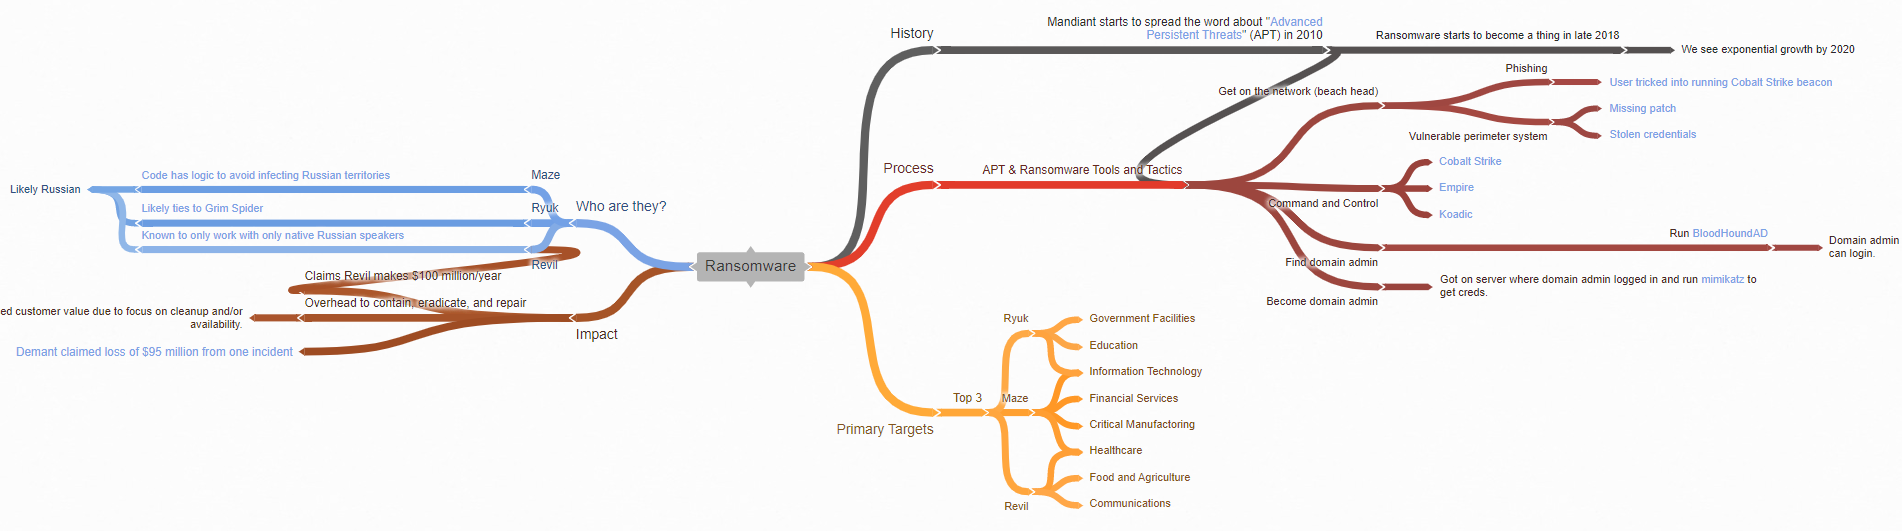 Ransomware
History
Mandiant starts to spread the word about "Advanced
Persistent Threats" (APT) in 2010
Ransomware starts to become a thing in late 2018
We see exponential growth by 2020
Process
APT & Ransomware Tools and Tactics
Get on the network (beach head)
Phishing
User tricked into running Cobalt Strike beacon
Vulnerable perimeter system
Missing patch
Stolen credentials
Command and Control
Cobalt Strike
Empire
Koadic
Find domain admin
Run BloodHoundAD
Domain admin
can login.
Become domain admin
Got on server where domain admin logged in and run mimikatz to
get creds.
Primary Targets
Top 3
Ryuk
Maze
Revil
Government Facilities
Education
Information Technology
Financial Services
Critical Manufactoring
Healthcare
Food and Agriculture
Communications
Who are they?
Maze
Code has logic to avoid infecting Russian territories
Ryuk
Likely ties to Grim Spider
Revil
Known to only work with only native Russian speakers
Likely Russian
Impact
Claims Revil makes $100 million/year
Overhead to contain, eradicate, and repair
ed customer value due to focus on cleanup and/or
availability.
Demant claimed loss of $95 million from one incident